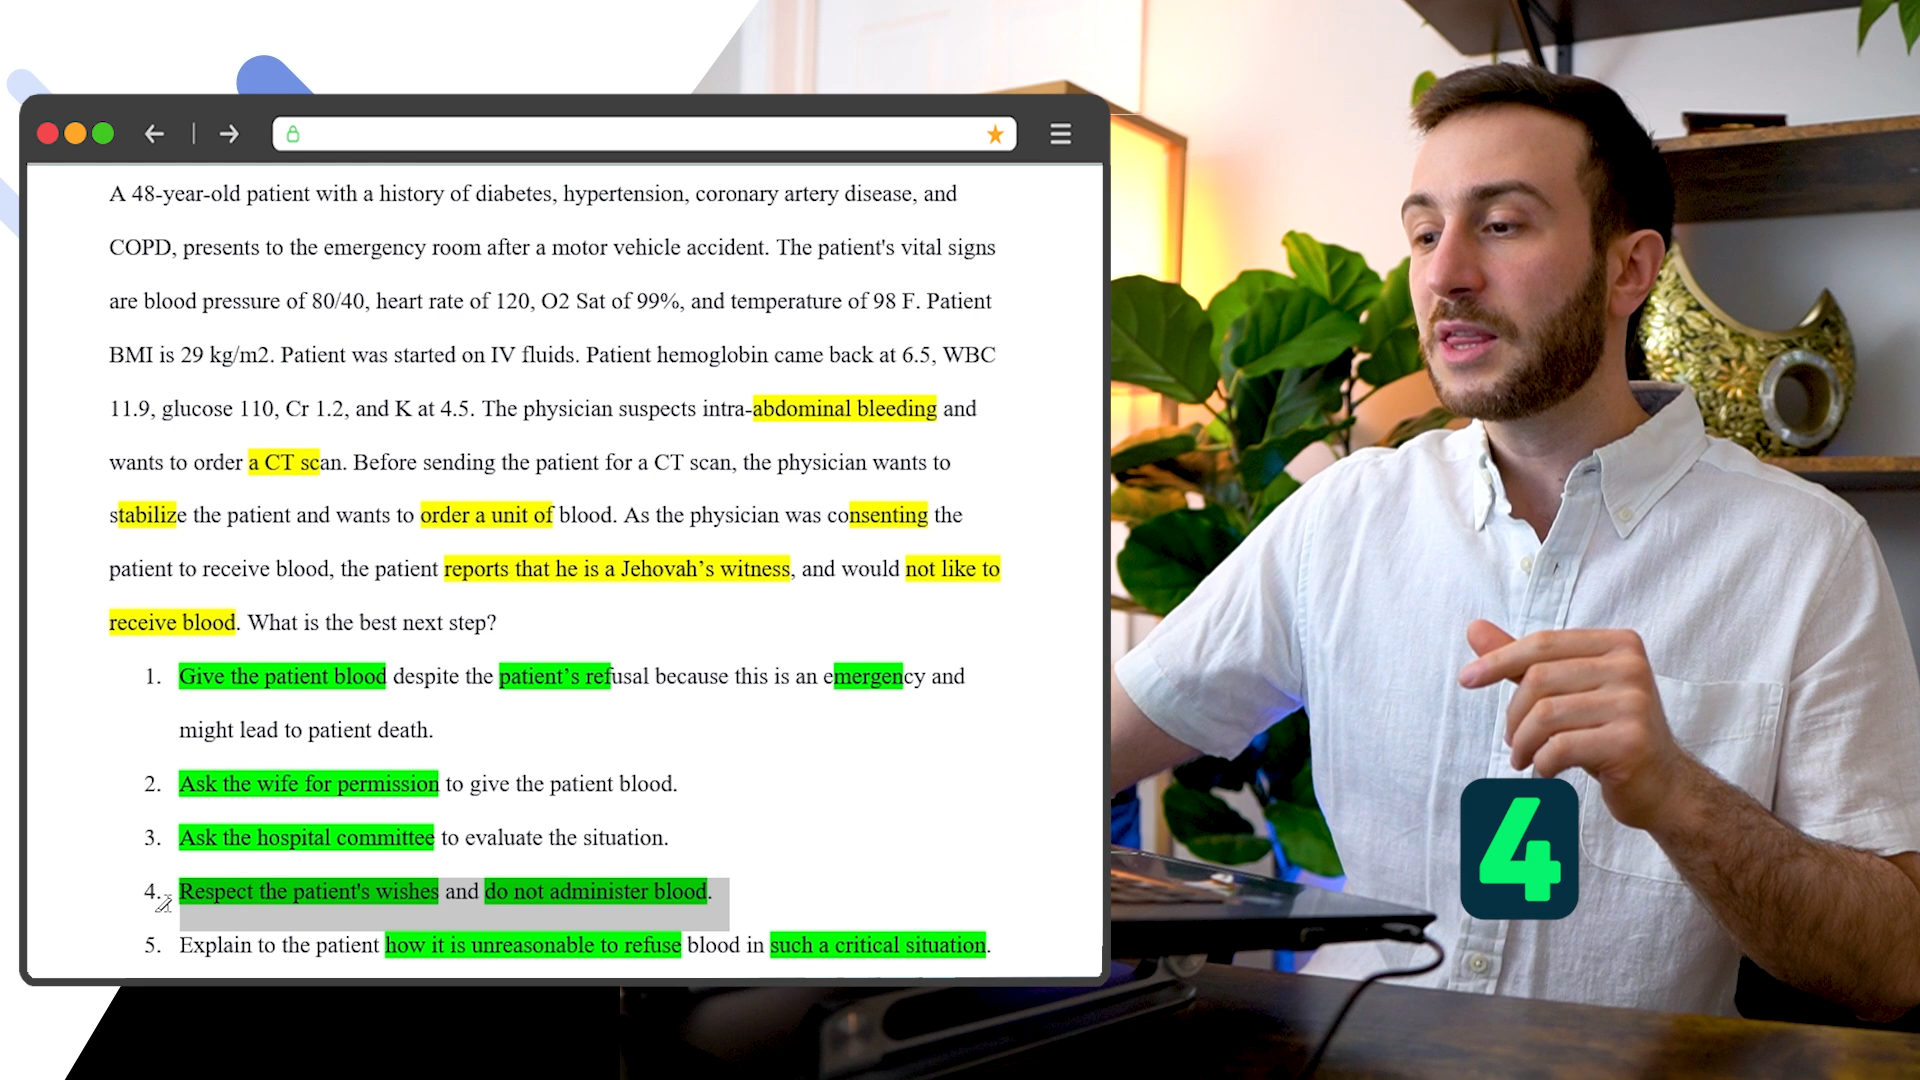 A 48-year-old patient with a history of diabetes, hypertension, coronary artery disease, and
COPD, presents to the emergency room after a motor vehicle accident. The patient's vital signs
are blood pressure of 80/40, heart rate of 120, O2 Sat of 99%, and temperature of 98 F. Patient
BMI is 29 kg/m2. Patient was started on IV fluids. Patient hemoglobin came back at 6.5, WBC
11.9, glucose 110, Cr 1.2, and K at 4.5. The physician suspects intra-abdominal bleeding and
wants to order a CT scan. Before sending the patient for a CT scan, the physician wants to
stabilize the patient and wants to order a unit of blood. As the physician was consenting the
patient to receive blood, the patient reports that he is a Jehovah’s witness, and would not like to
receive blood. What is the best next step?
1. Give the patient blood despite the patient’s refusal because this is an emergency and
might lead to patient death.
2. Ask the wife for permission to give the patient blood.
3. Ask the hospital committee to evaluate the situation.
4. Respect the patient's wishes and do not administer blood.
5. Explain to the patient how it is unreasonable to refuse blood in such a critical situation.
4